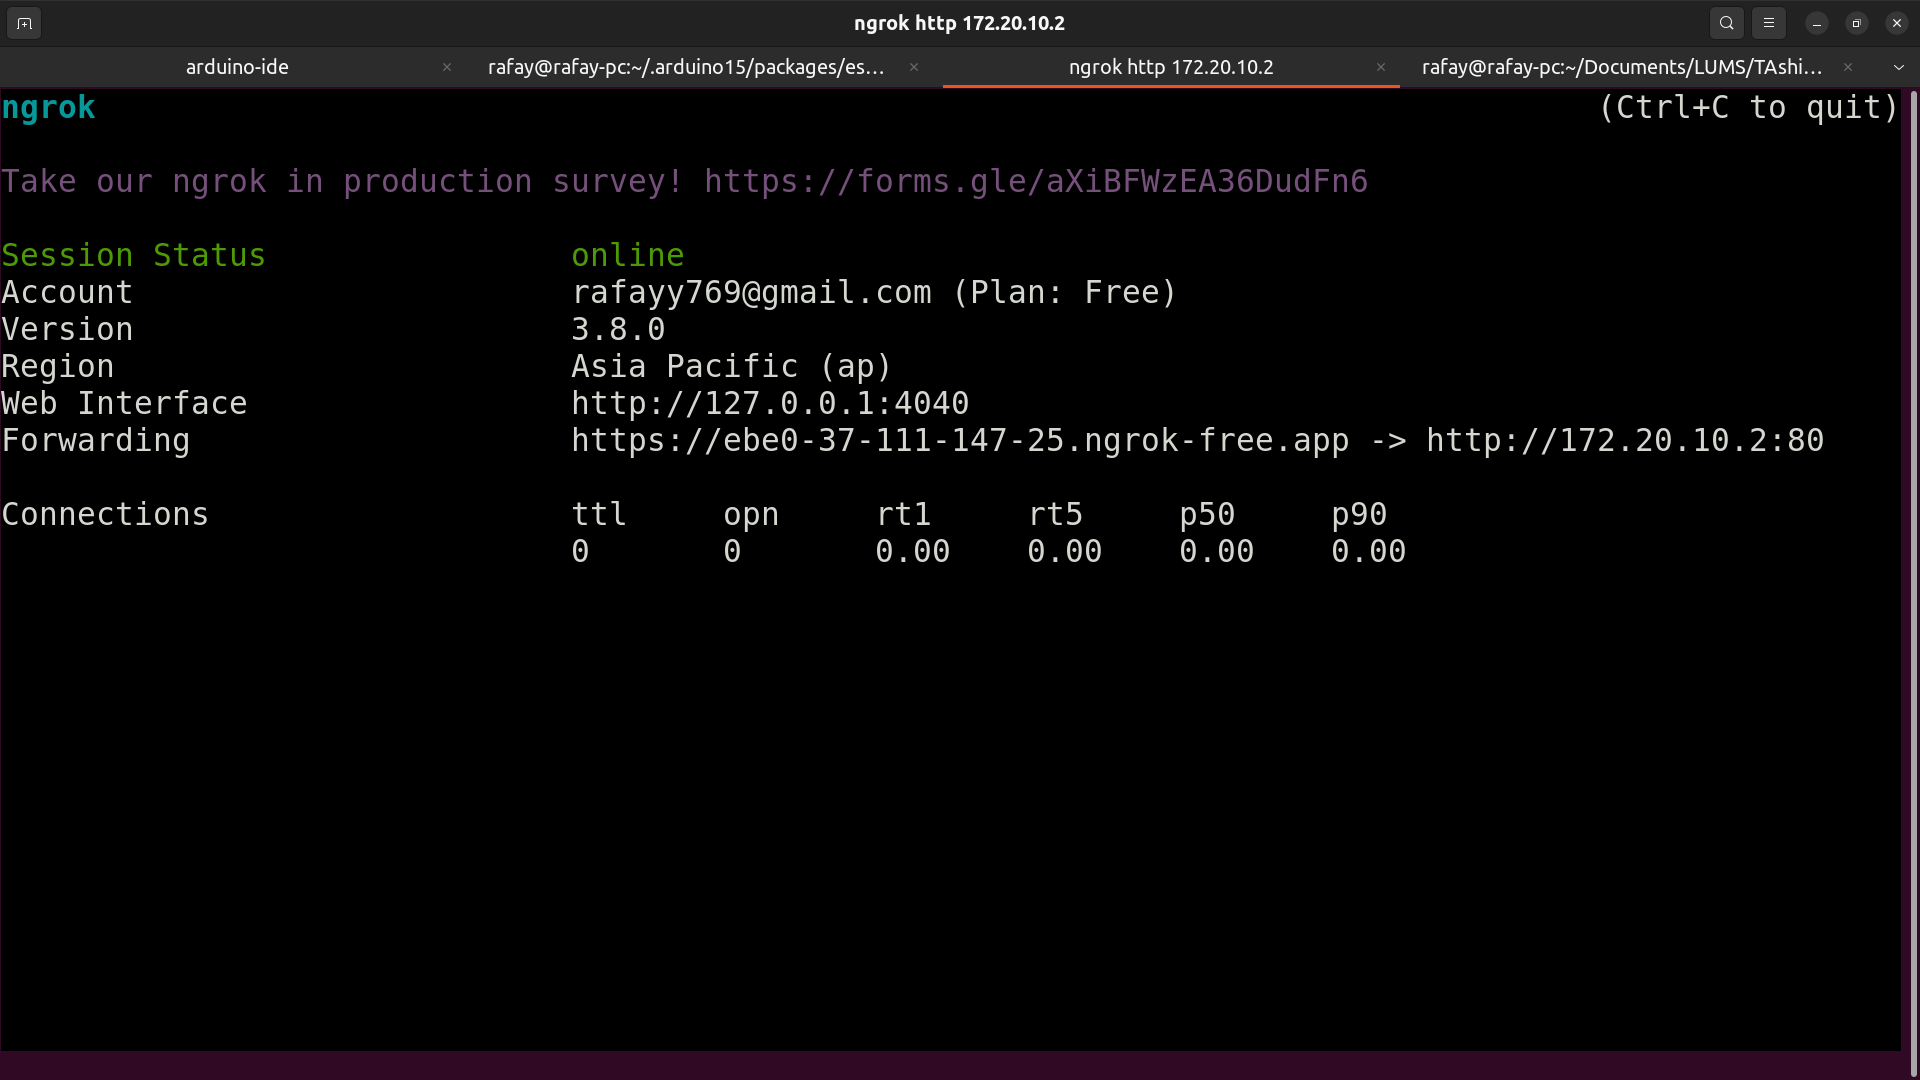 ngrok http 172.20.10.2
arduino-ide
rafay@rafay-pc:~/.arduino15/packages/es...
ngrok http 172.20.10.2
rafay@rafay-pc:~/Documents/LUMS/TAshi...
ngrok (Ctrl+C to quit)
Take our ngrok in production survey! https://forms.gle/aXiBFWzEA36DudFn6
Session Status online
Account rafayy769@gmail.com (Plan: Free)
Version 3.8.0
Region Asia Pacific (ap)
Web Interface http://127.0.0.1:4040
Forwarding https://ebe0-37-111-147-25.ngrok-free.app -> http://172.20.10.2:80
Connections ttl opn rt1 rt5 p50 p90
0 0 0.00 0.00 0.00 0.00